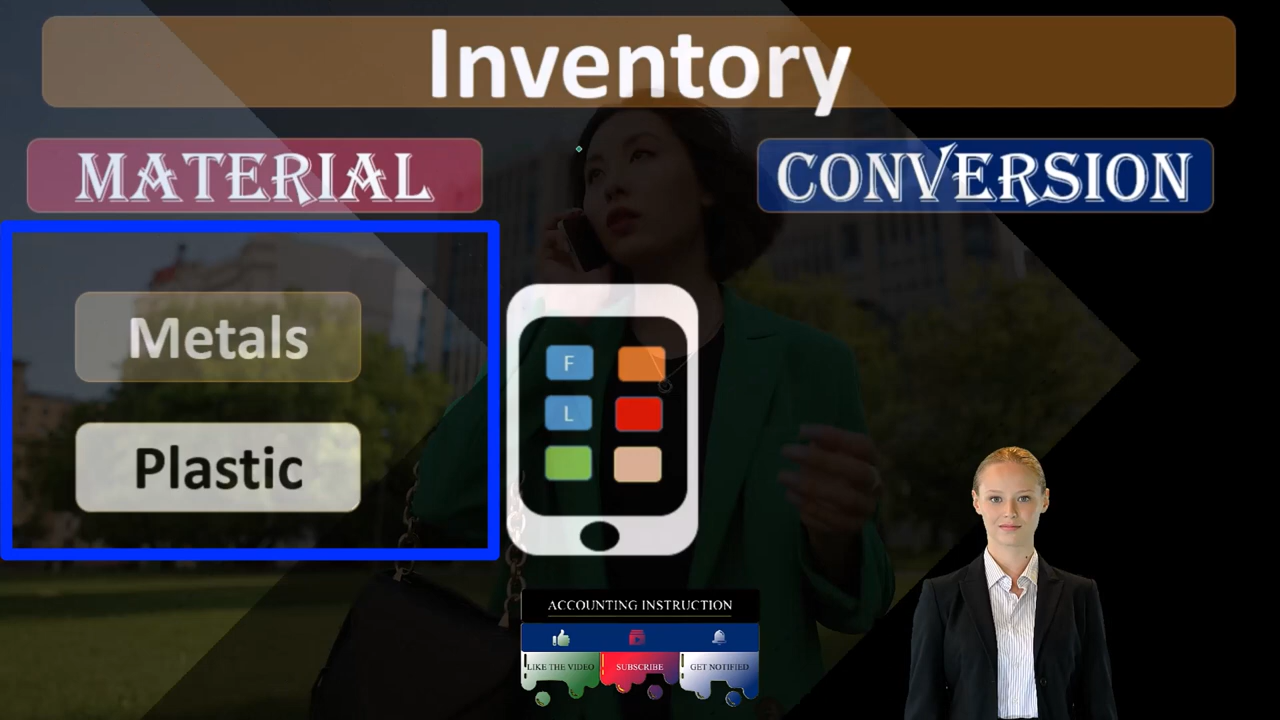 Inventory
MATERIAL
CONVERSION
Metals
Plastic
F
L
ACCOUNTING INSTRUCTION
LIKE THE VIDEO
SUBSCRIBE
GET NOTIFIED